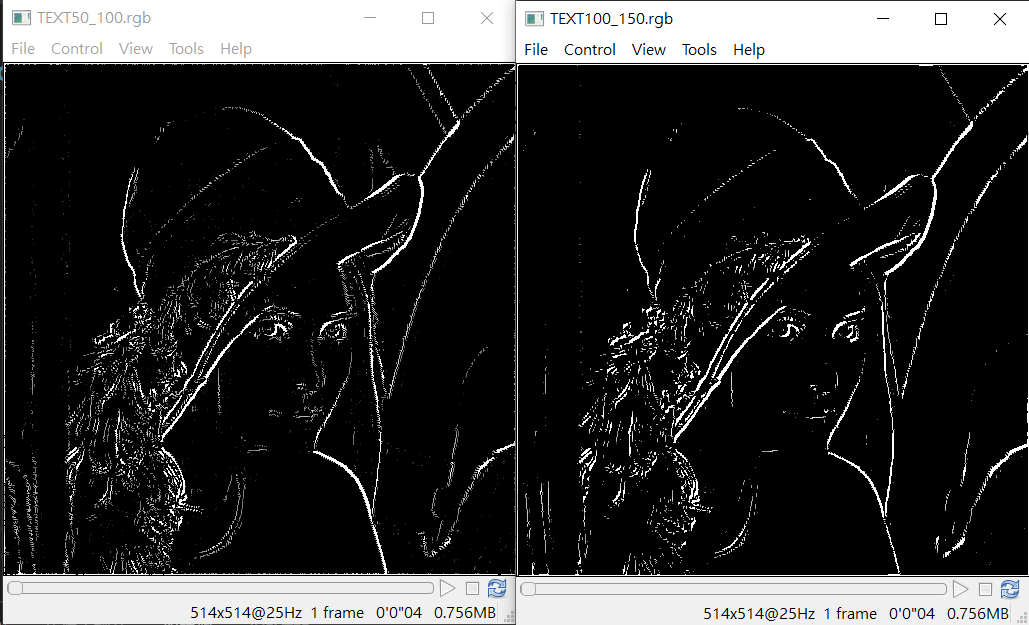 TEXT50_100.rgb
File Control View Tools Help
514x514@25Hz 1 frame 0'0"04 0.756MB
TEXT100_150.rgb
File Control View Tools Help
514x514@25Hz 1 frame 0'0"04 0.756MB